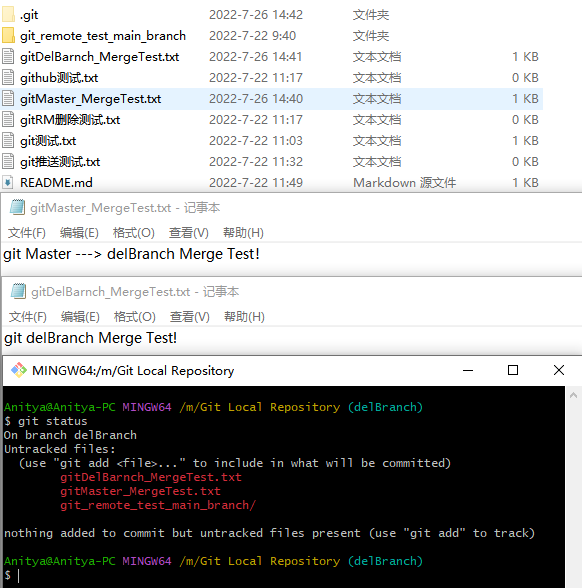 .git 2022-7-26 14:42 文件夹
git_remote_test_main_branch 2022-7-22 9:40 文件夹
gitDelBarnch_MergeTest.txt 2022-7-26 14:41 文本文档 1 KB
github测试.txt 2022-7-22 11:17 文本文档 0 KB
gitMaster_MergeTest.txt 2022-7-26 14:40 文本文档 1 KB
gitRM删除测试.txt 2022-7-22 11:17 文本文档 0 KB
git测试.txt 2022-7-22 11:03 文本文档 1 KB
git推送测试.txt 2022-7-22 11:32 文本文档 0 KB
README.md 2022-7-22 11:49 Markdown 源文件 1 KB
gitMaster_MergeTest.txt - 记事本
文件(F) 编辑(E) 格式(O) 查看(V) 帮助(H)
git Master ---> delBranch Merge Test!
gitDelBarnch_MergeTest.txt - 记事本
文件(F) 编辑(E) 格式(O) 查看(V) 帮助(H)
git delBranch Merge Test!
MINGW64:/m/Git Local Repository
Anitya@Anitya-PC MINGW64 /m/Git Local Repository (delBranch)
$ git status
On branch delBranch
Untracked files:
(use "git add <file>..." to include in what will be committed)
gitDelBarnch_MergeTest.txt
gitMaster_MergeTest.txt
git_remote_test_main_branch/
nothing added to commit but untracked files present (use "git add" to track)
Anitya@Anitya-PC MINGW64 /m/Git Local Repository (delBranch)
$